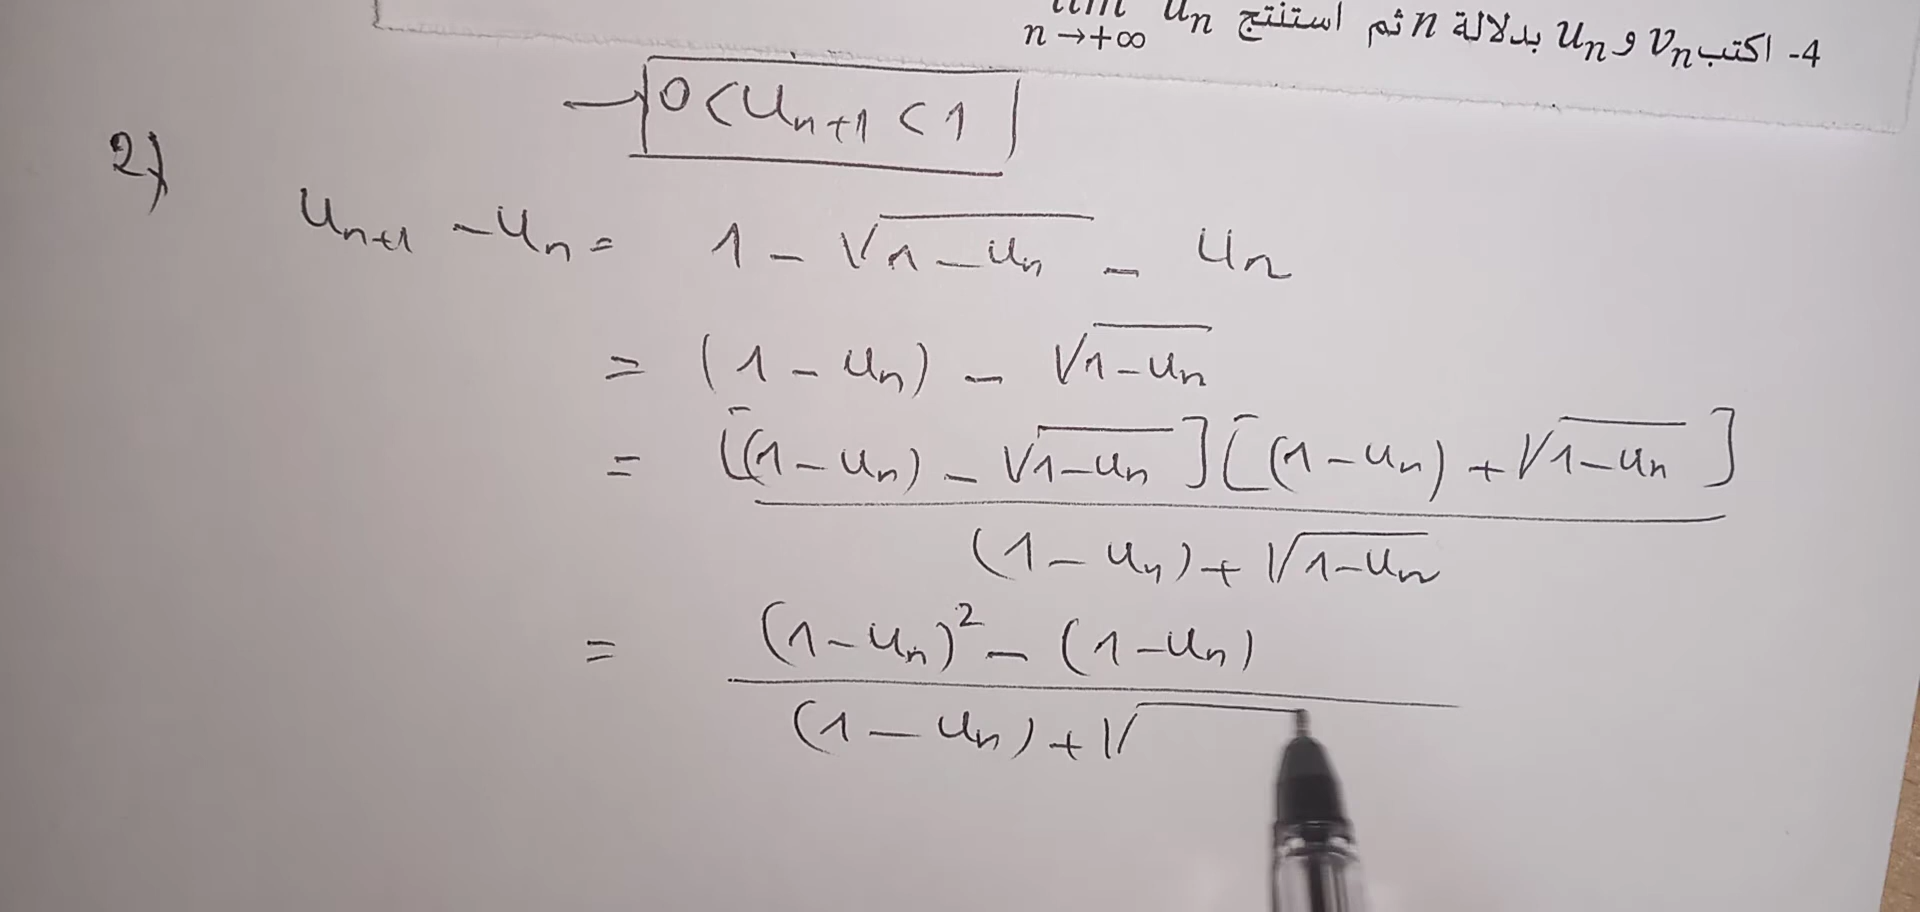 4- اكتب vₙ و uₙ بدلالة n ثم استنتج lim uₙ
n→+∞
0 < uₙ₊₁ < 1
2)
uₙ₊₁ - uₙ = 1 - √(1 - uₙ) - uₙ
= (1 - uₙ) - √(1 - uₙ)
= [(1 - uₙ) - √(1 - uₙ)][(1 - uₙ) + √(1 - uₙ)]
(1 - uₙ) + √(1 - uₙ)
= (1 - uₙ)² - (1 - uₙ)
(1 - uₙ) + √